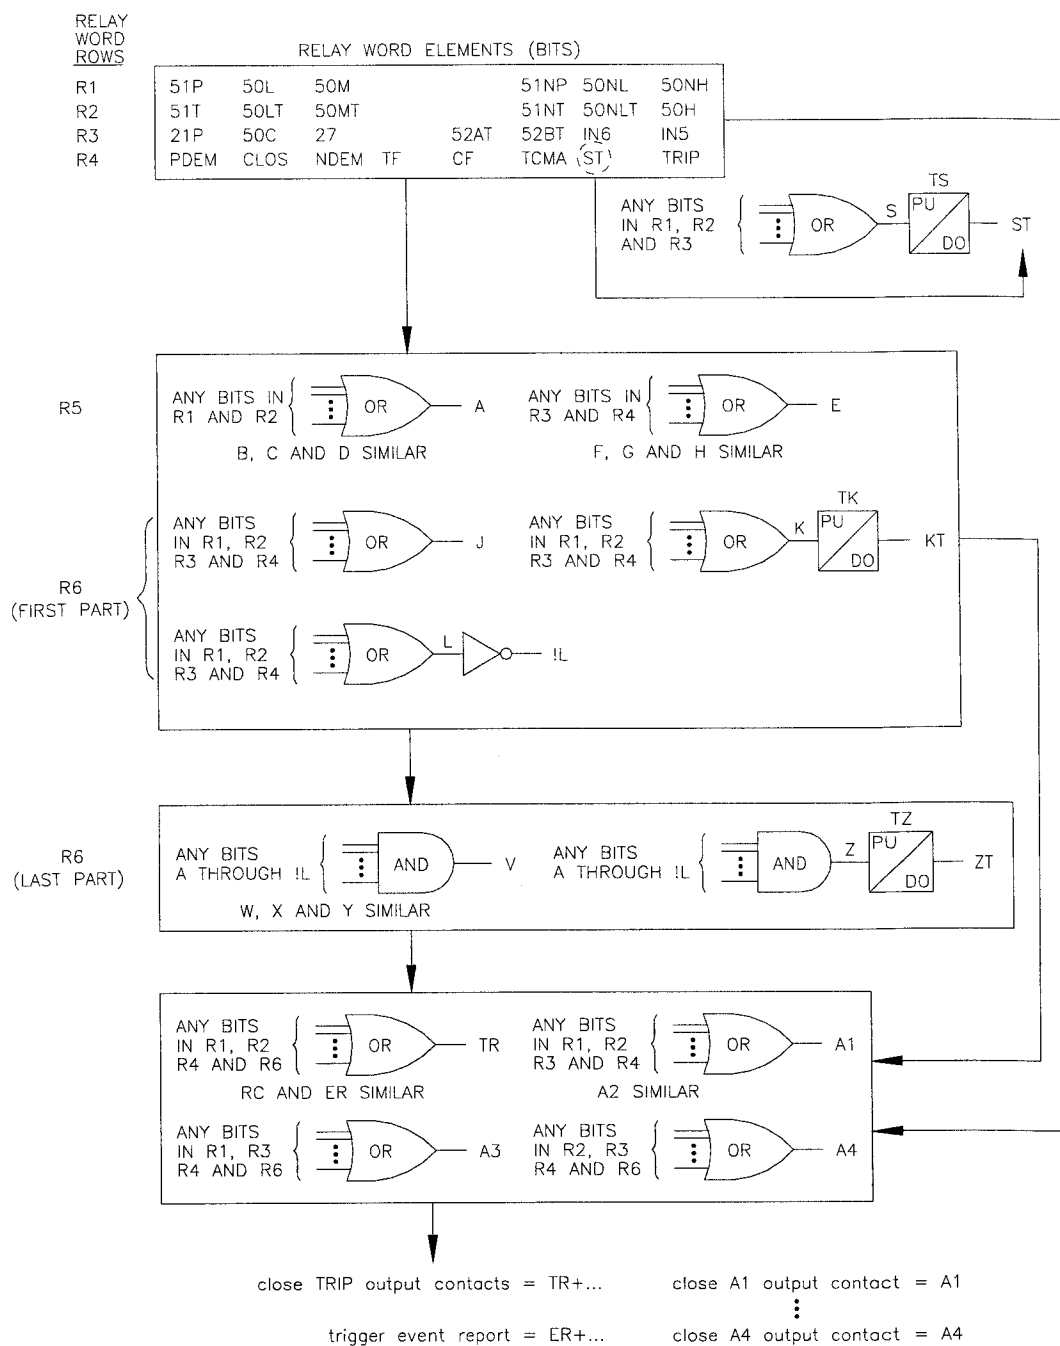 RELAY
WORD
ROWS
RELAY WORD ELEMENTS (BITS)
R1 51P 50L 50M 51NP 50NL 50NH
R2 51T 50LT 50MT 51NT 50NLT 50H
R3 21P 50C 27 52AT 52BT IN6 IN5
R4 PDEM CLOS NDEM TF CF TCMA ST TRIP
ANY BITS
IN R1, R2
AND R3
OR
S
TS
PU
DO
ST
R5
ANY BITS IN
R1 AND R2
OR
A
B, C AND D SIMILAR
ANY BITS IN
R3 AND R4
OR
E
F, G AND H SIMILAR
R6
(FIRST PART)
ANY BITS
IN R1, R2
R3 AND R4
OR
J
ANY BITS
IN R1, R2
R3 AND R4
OR
K
TK
PU
DO
KT
ANY BITS
IN R1, R2
R3 AND R4
OR
L
!L
R6
(LAST PART)
ANY BITS
A THROUGH !L
AND
V
W, X AND Y SIMILAR
ANY BITS
A THROUGH !L
AND
Z
TZ
PU
DO
ZT
ANY BITS
IN R1, R2
R4 AND R6
OR
TR
RC AND ER SIMILAR
ANY BITS
IN R1, R2
R3 AND R4
OR
A1
A2 SIMILAR
ANY BITS
IN R1, R3
R4 AND R6
OR
A3
ANY BITS
IN R2, R3
R4 AND R6
OR
A4
close TRIP output contacts = TR+...
close A1 output contact = A1
trigger event report = ER+...
close A4 output contact = A4